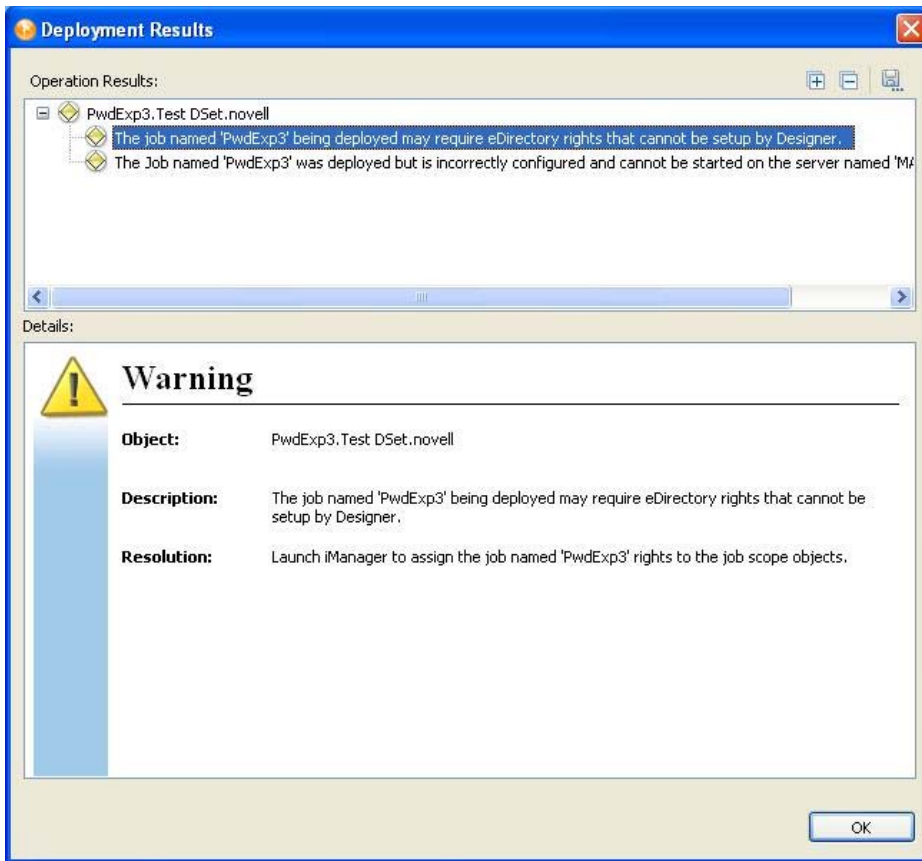 Deployment Results
Operation Results:
PwdExp3.Test DSet.novell
The job named 'PwdExp3' being deployed may require eDirectory rights that cannot be setup by Designer.
The Job named 'PwdExp3' was deployed but is incorrectly configured and cannot be started on the server named 'MA
Details:
Warning
Object: PwdExp3.Test DSet.novell
Description: The job named 'PwdExp3' being deployed may require eDirectory rights that cannot be
setup by Designer.
Resolution: Launch iManager to assign the job named 'PwdExp3' rights to the job scope objects.
OK